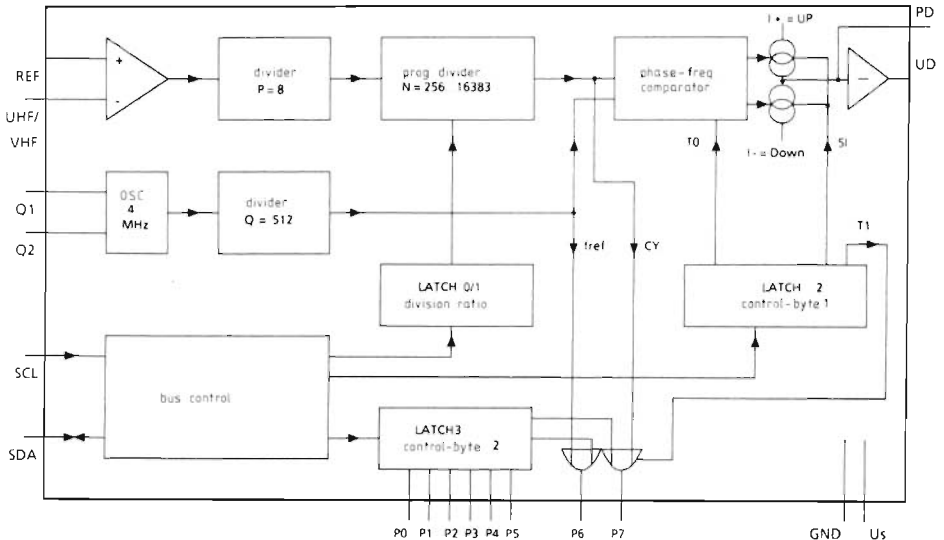 PD
I + = UP
REF
+
-
divider
P = 8
prog divider
N = 256 16383
phase-freq
comparator
-
UD
UHF/
VHF
T0
I - = Down
5I
Q1
OSC
4
MHz
divider
Q = 512
Q2
fref
CY
T1
LATCH 0/1
division ratio
LATCH 2
control-byte 1
SCL
bus control
SDA
LATCH3
control-byte 2
P0 P1 P2 P3 P4 P5 P6 P7 GND Us